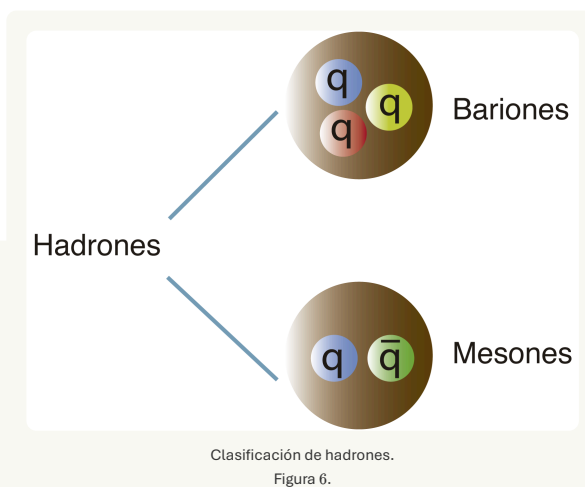 q
q
q
Bariones
Hadrones
q q̄
Mesones
Clasificación de hadrones.
Figura 6.